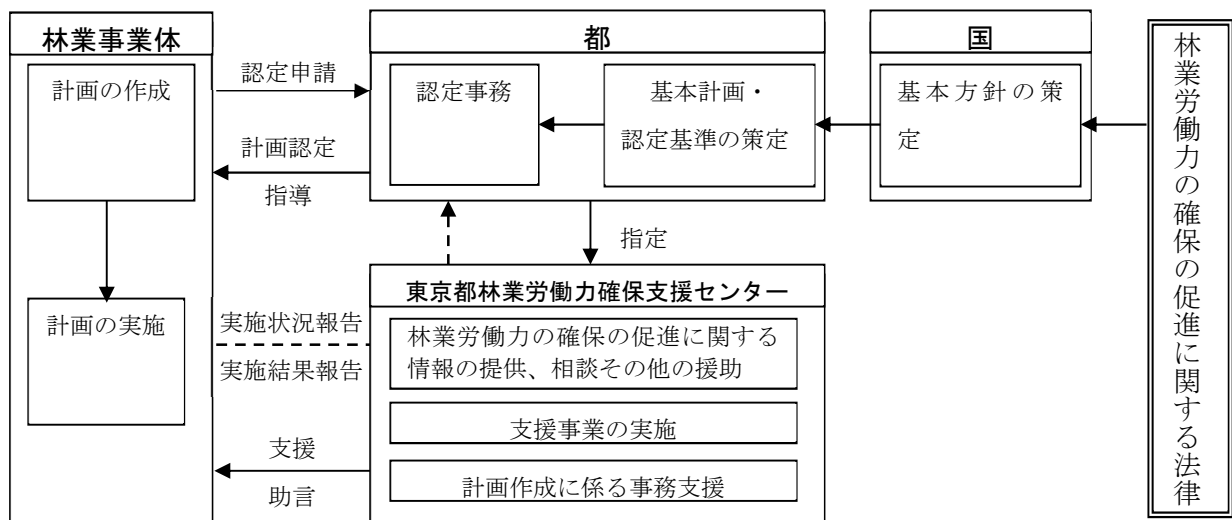 林業事業体
計画の作成
計画の実施
認定申請
計画認定
指導
実施状況報告
実施結果報告
支援
助言
都
認定事務
基本計画・
認定基準の策定
指定
東京都林業労働力確保支援センター
林業労働力の確保の促進に関する
情報の提供、相談その他の援助
支援事業の実施
計画作成に係る事務支援
国
基本方針の策
定
林業労働力の確保の促進に関する法律